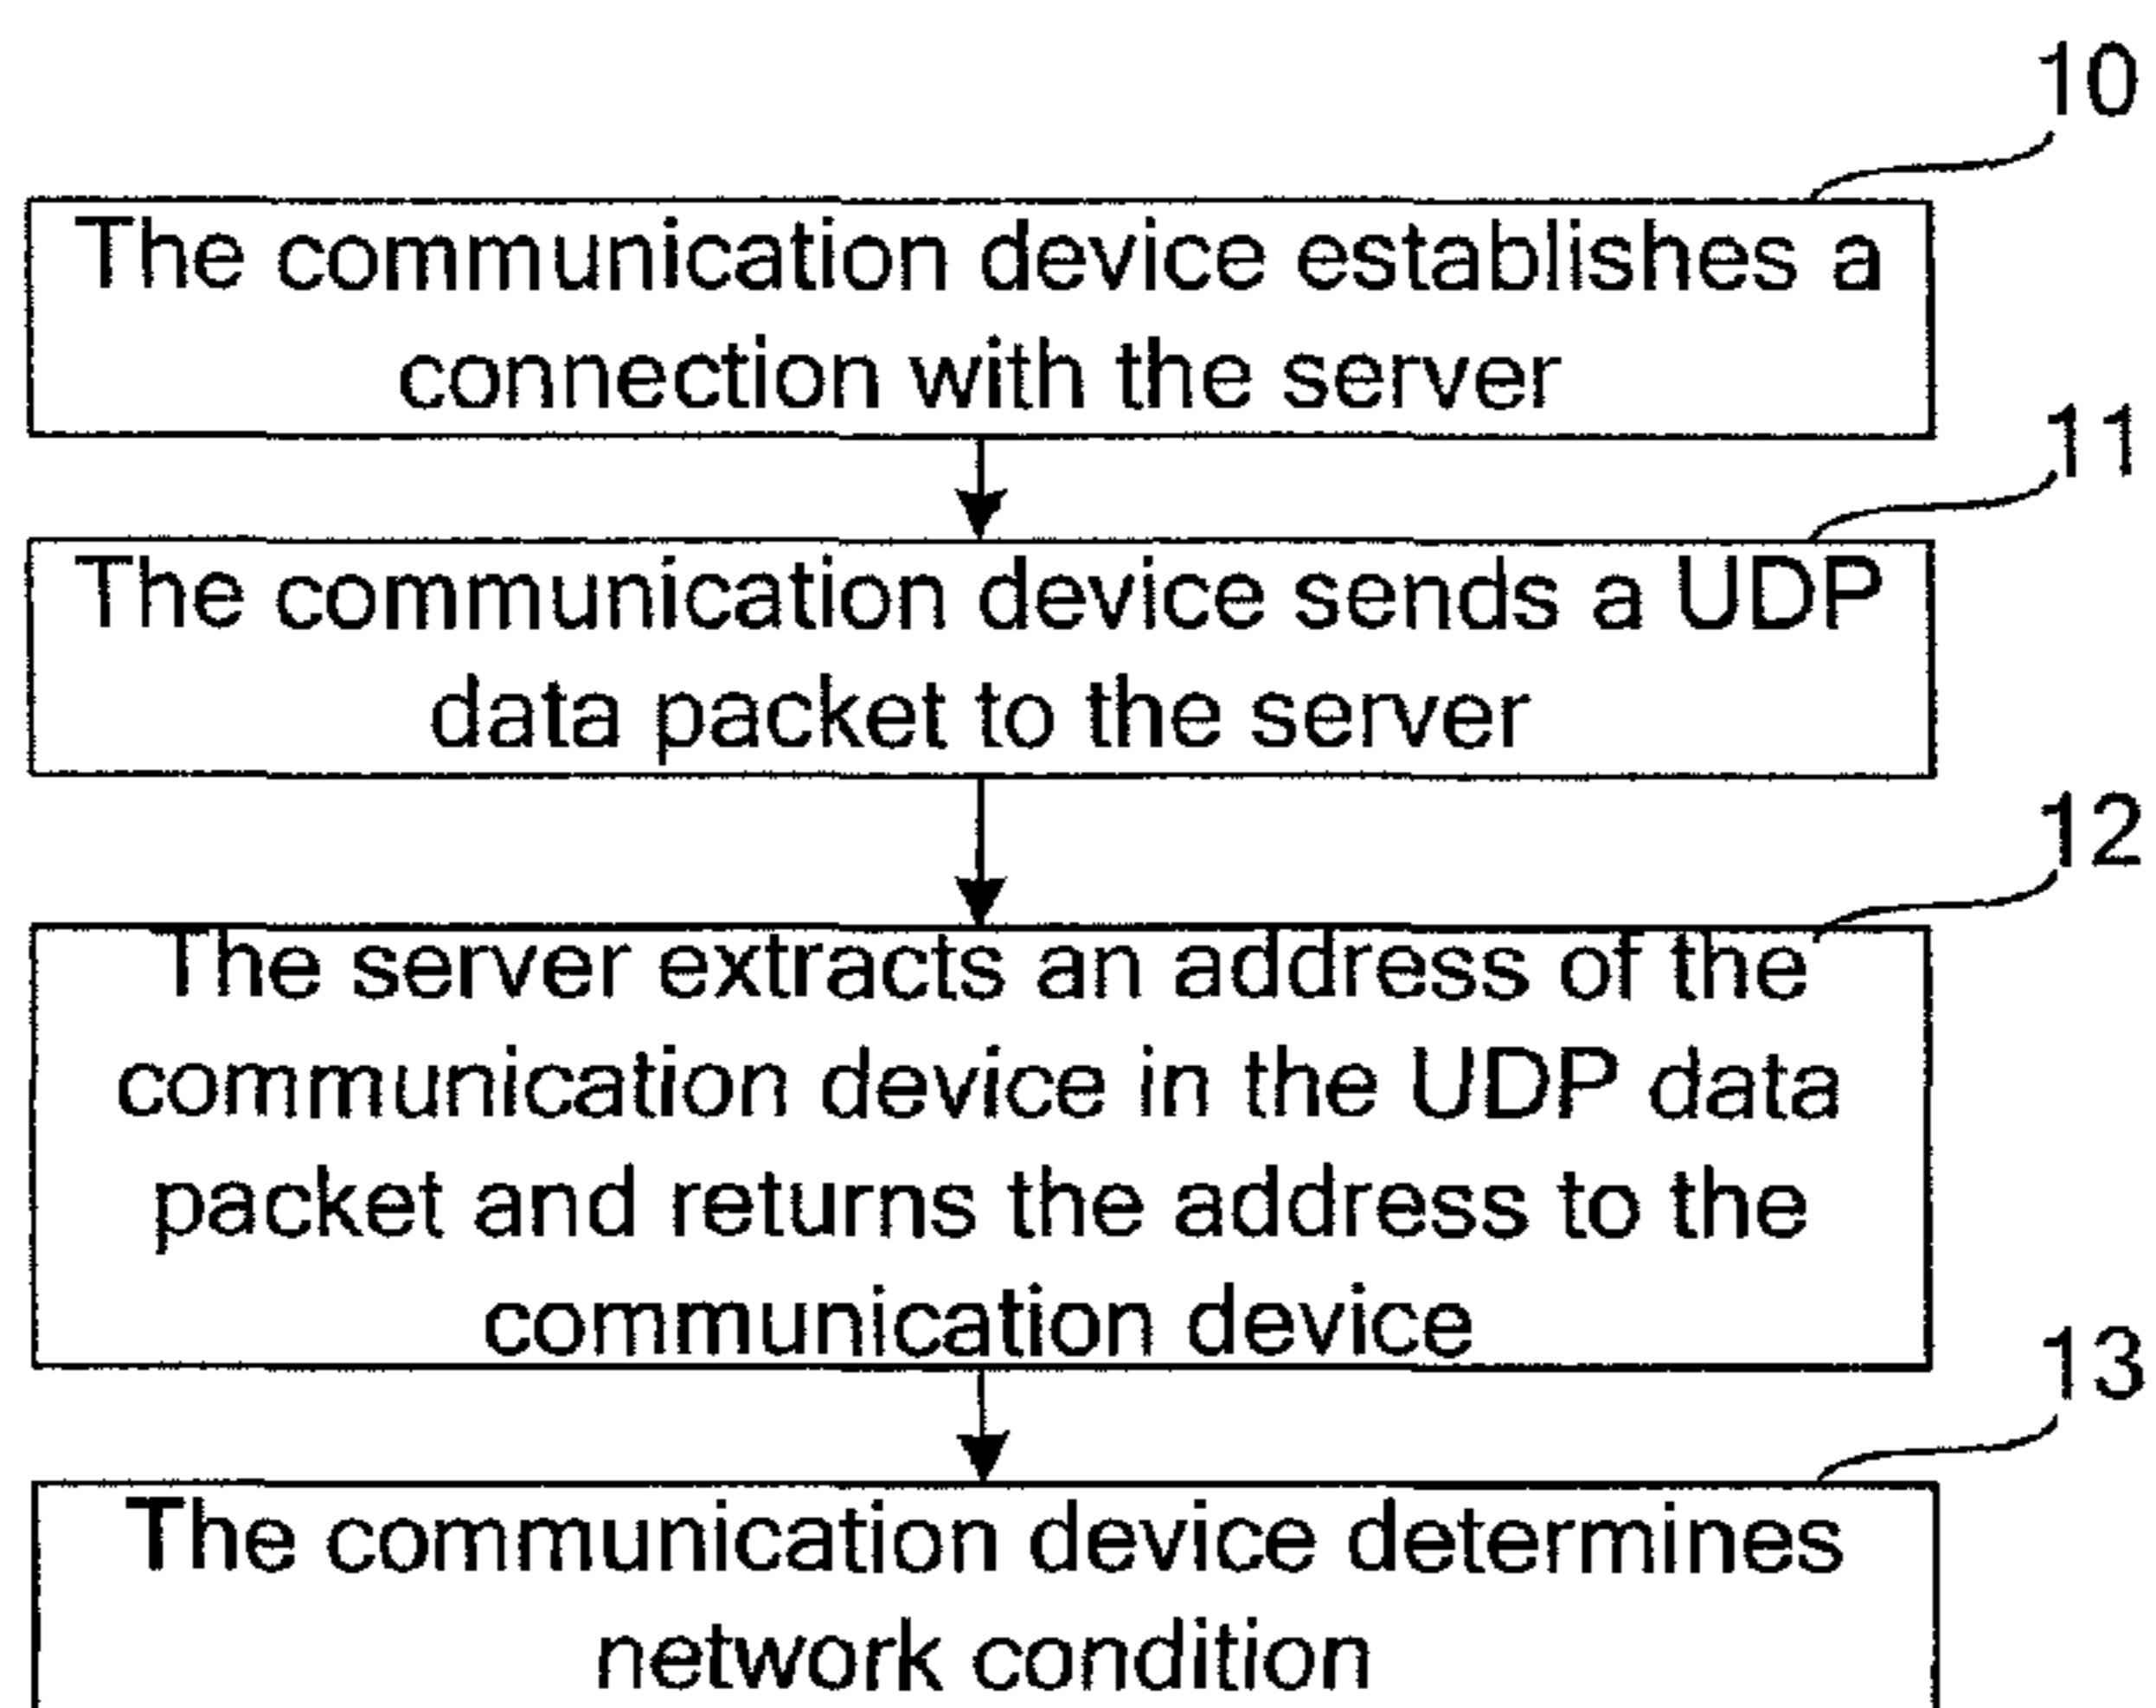 10
The communication device establishes a
connection with the server
11
The communication device sends a UDP
data packet to the server
12
The server extracts an address of the
communication device in the UDP data
packet and returns the address to the
communication device
13
The communication device determines
network condition